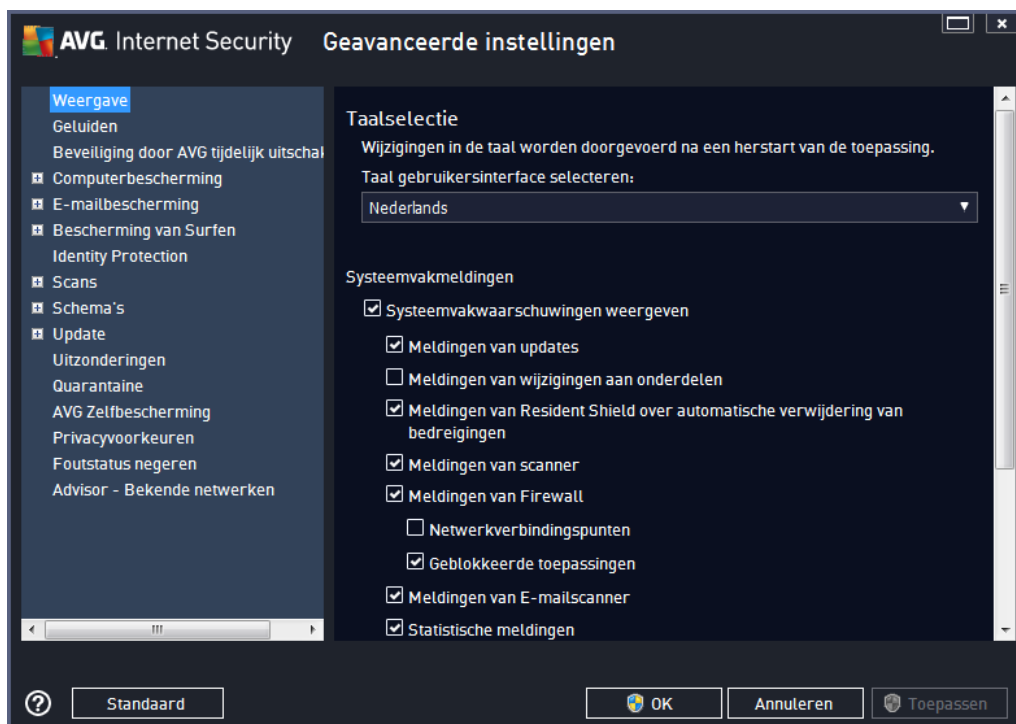 AVG. Internet Security Geavanceerde instellingen
Weergave
Geluiden
Beveiliging door AVG tijdelijk uitschak
Computerbescherming
E-mailbescherming
Bescherming van Surfen
Identity Protection
Scans
Schema's
Update
Uitzonderingen
Quarantaine
AVG Zelfbescherming
Privacyvoorkeuren
Foutstatus negeren
Advisor - Bekende netwerken
Taalselectie
Wijzigingen in de taal worden doorgevoerd na een herstart van de toepassing.
Taal gebruikersinterface selecteren:
Nederlands
Systeemvakmeldingen
Systeemvakwaarschuwingen weergeven
Meldingen van updates
Meldingen van wijzigingen aan onderdelen
Meldingen van Resident Shield over automatische verwijdering van
bedreigingen
Meldingen van scanner
Meldingen van Firewall
Netwerkverbindingspunten
Geblokkeerde toepassingen
Meldingen van E-mailscanner
Statistische meldingen
Standaard
OK
Annuleren
Toepassen